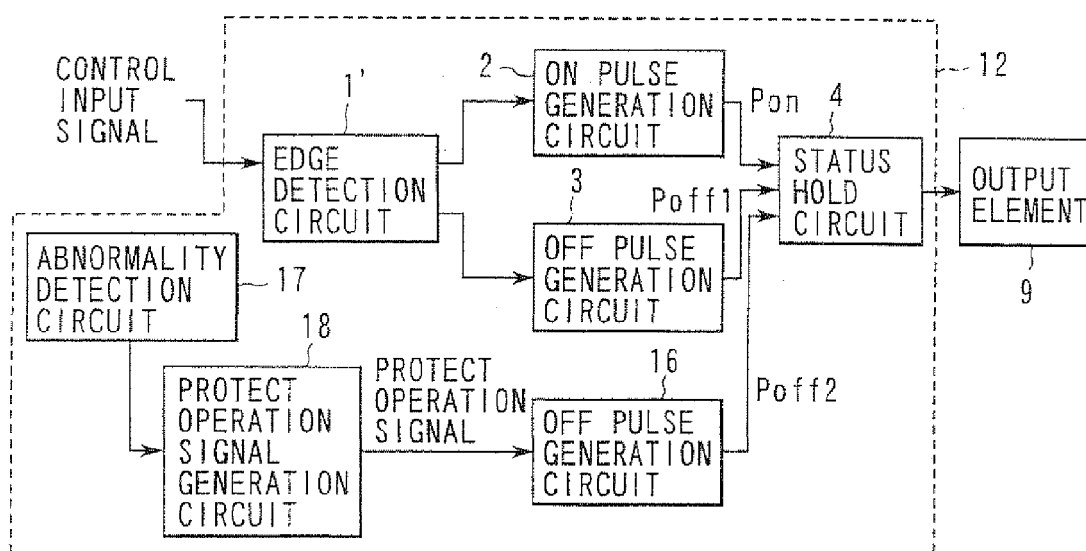 CONTROL
INPUT
SIGNAL
1'
EDGE
DETECTION
CIRCUIT
2
ON PULSE
GENERATION
CIRCUIT
Pon
3
OFF PULSE
GENERATION
CIRCUIT
Poff1
4
STATUS
HOLD
CIRCUIT
12
OUTPUT
ELEMENT
9
ABNORMALITY
DETECTION
CIRCUIT
17
18
PROTECT
OPERATION
SIGNAL
GENERATION
CIRCUIT
PROTECT
OPERATION
SIGNAL
16
OFF PULSE
GENERATION
CIRCUIT
Poff2